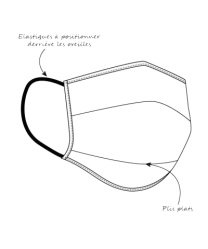 Elastiques à positionner
derrière les oreilles
Plis plats